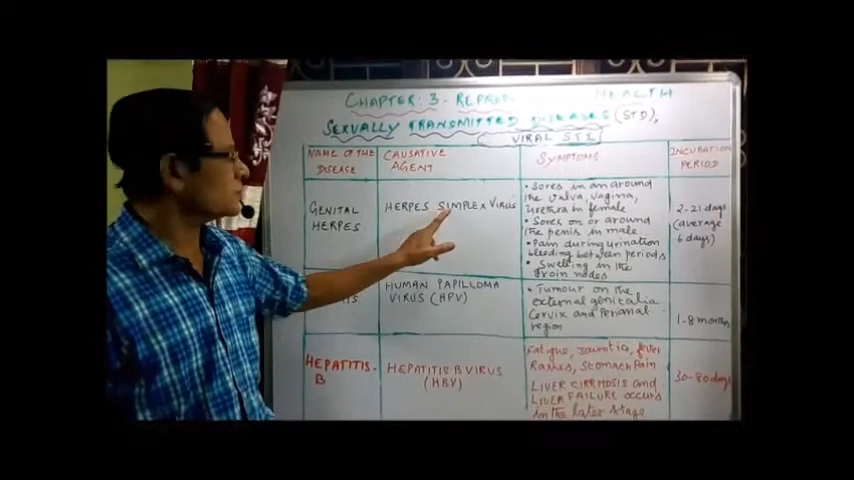 CHAPTER: 3- REPROD HEALTH
SEXUALLY TRANSMITTED DISEASES (STD),
VIRAL STI
NAME OF THE
DISEASE
CAUSATIVE
AGENT
SYMPTOMS
INCUBATION
PERIOD
GENITAL
HERPES
HERPES SIMPLEX VIRUS
• Sores in an around
the Valva, vagina,
Urethra in female
• Sores on or around
the penis in male
• Pain during urination
bleeding between periods
• Swelling in the
Groin nodes
2-21 days
(average
6 days)
HUMAN PAPILLOMA
VIRUS (HPV)
• Tumour on the
external genitalia
Cervix and Perianal
region
1-8 months
HEPATITIS-
B
HEPATITIS B VIRUS
(HBV)
Fatigue, Jaundice, fever
Rashes, Stomach Pain
LIVER CIRRHOSIS and
LIVER FAILURE occurs
in the later stage
30-80 days